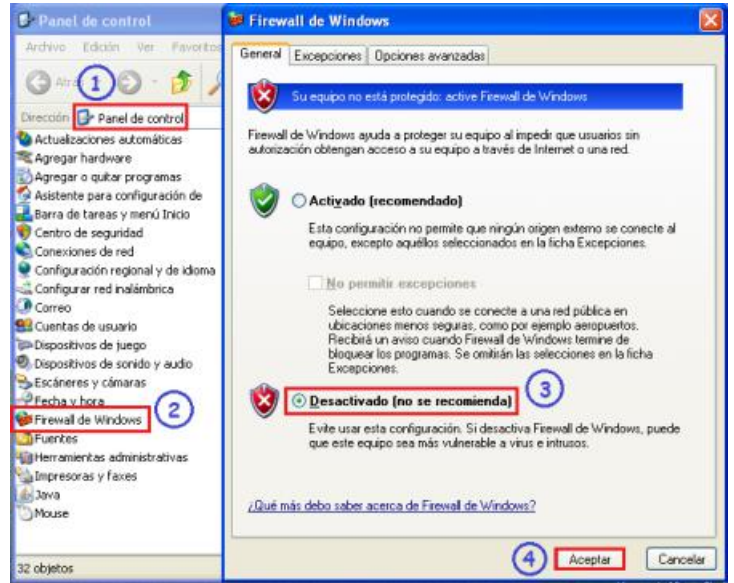 Panel de control
Archivo Edición Ver Favoritos
Atrás
1
Dirección Panel de control
Actualizaciones automáticas
Agregar hardware
Agregar o quitar programas
Asistente para configuración de
Barra de tareas y menú Inicio
Centro de seguridad
Conexiones de red
Configuración regional y de idioma
Configurar red inalámbrica
Correo
Cuentas de usuario
Dispositivos de juego
Dispositivos de sonido y audio
Escáneres y cámaras
Fecha y hora
Firewall de Windows
2
Fuentes
Herramientas administrativas
Impresoras y faxes
Java
Mouse
32 objetos
Firewall de Windows
General Excepciones Opciones avanzadas
Su equipo no está protegido: active Firewall de Windows
Firewall de Windows ayuda a proteger su equipo al impedir que usuarios sin
autorización obtengan acceso a su equipo a través de Internet o una red.
Activado (recomendado)
Esta configuración no permite que ningún origen externo se conecte al
equipo, excepto aquéllos seleccionados en la ficha Excepciones.
No permitir excepciones
Seleccione esto cuando se conecte a una red pública en
ubicaciones menos seguras, como por ejemplo aeropuertos.
Recibirá un aviso cuando Firewall de Windows termine de
bloquear los programas. Se omitirán las selecciones en la ficha
Excepciones.
Desactivado (no se recomienda)
3
Evite usar esta configuración. Si desactiva Firewall de Windows, puede
que este equipo sea más vulnerable a virus e intrusos.
¿Qué más debo saber acerca de Firewall de Windows?
4
Aceptar Cancelar